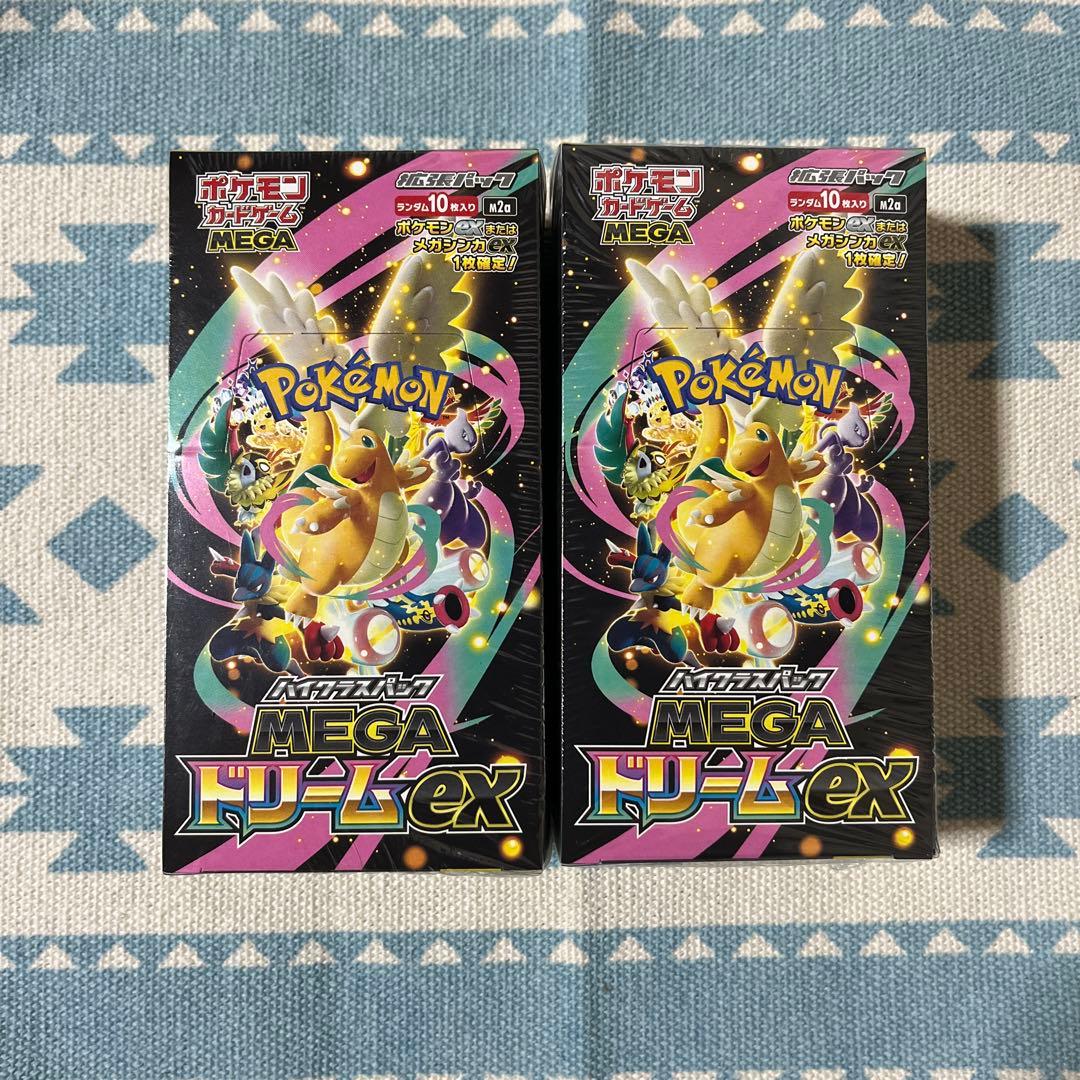 ポケモン
カードゲーム
MEGA
拡張パック
ランダム10枚入り M2a
ポケモンexまたは
メガシンカex
1枚確定!
POKÉMON
ハイクラスパック
MEGA
ドリームex
ポケモン
カードゲーム
MEGA
拡張パック
ランダム10枚入り M2a
ポケモンexまたは
メガシンカex
1枚確定!
POKÉMON
ハイクラスパック
MEGA
ドリームex